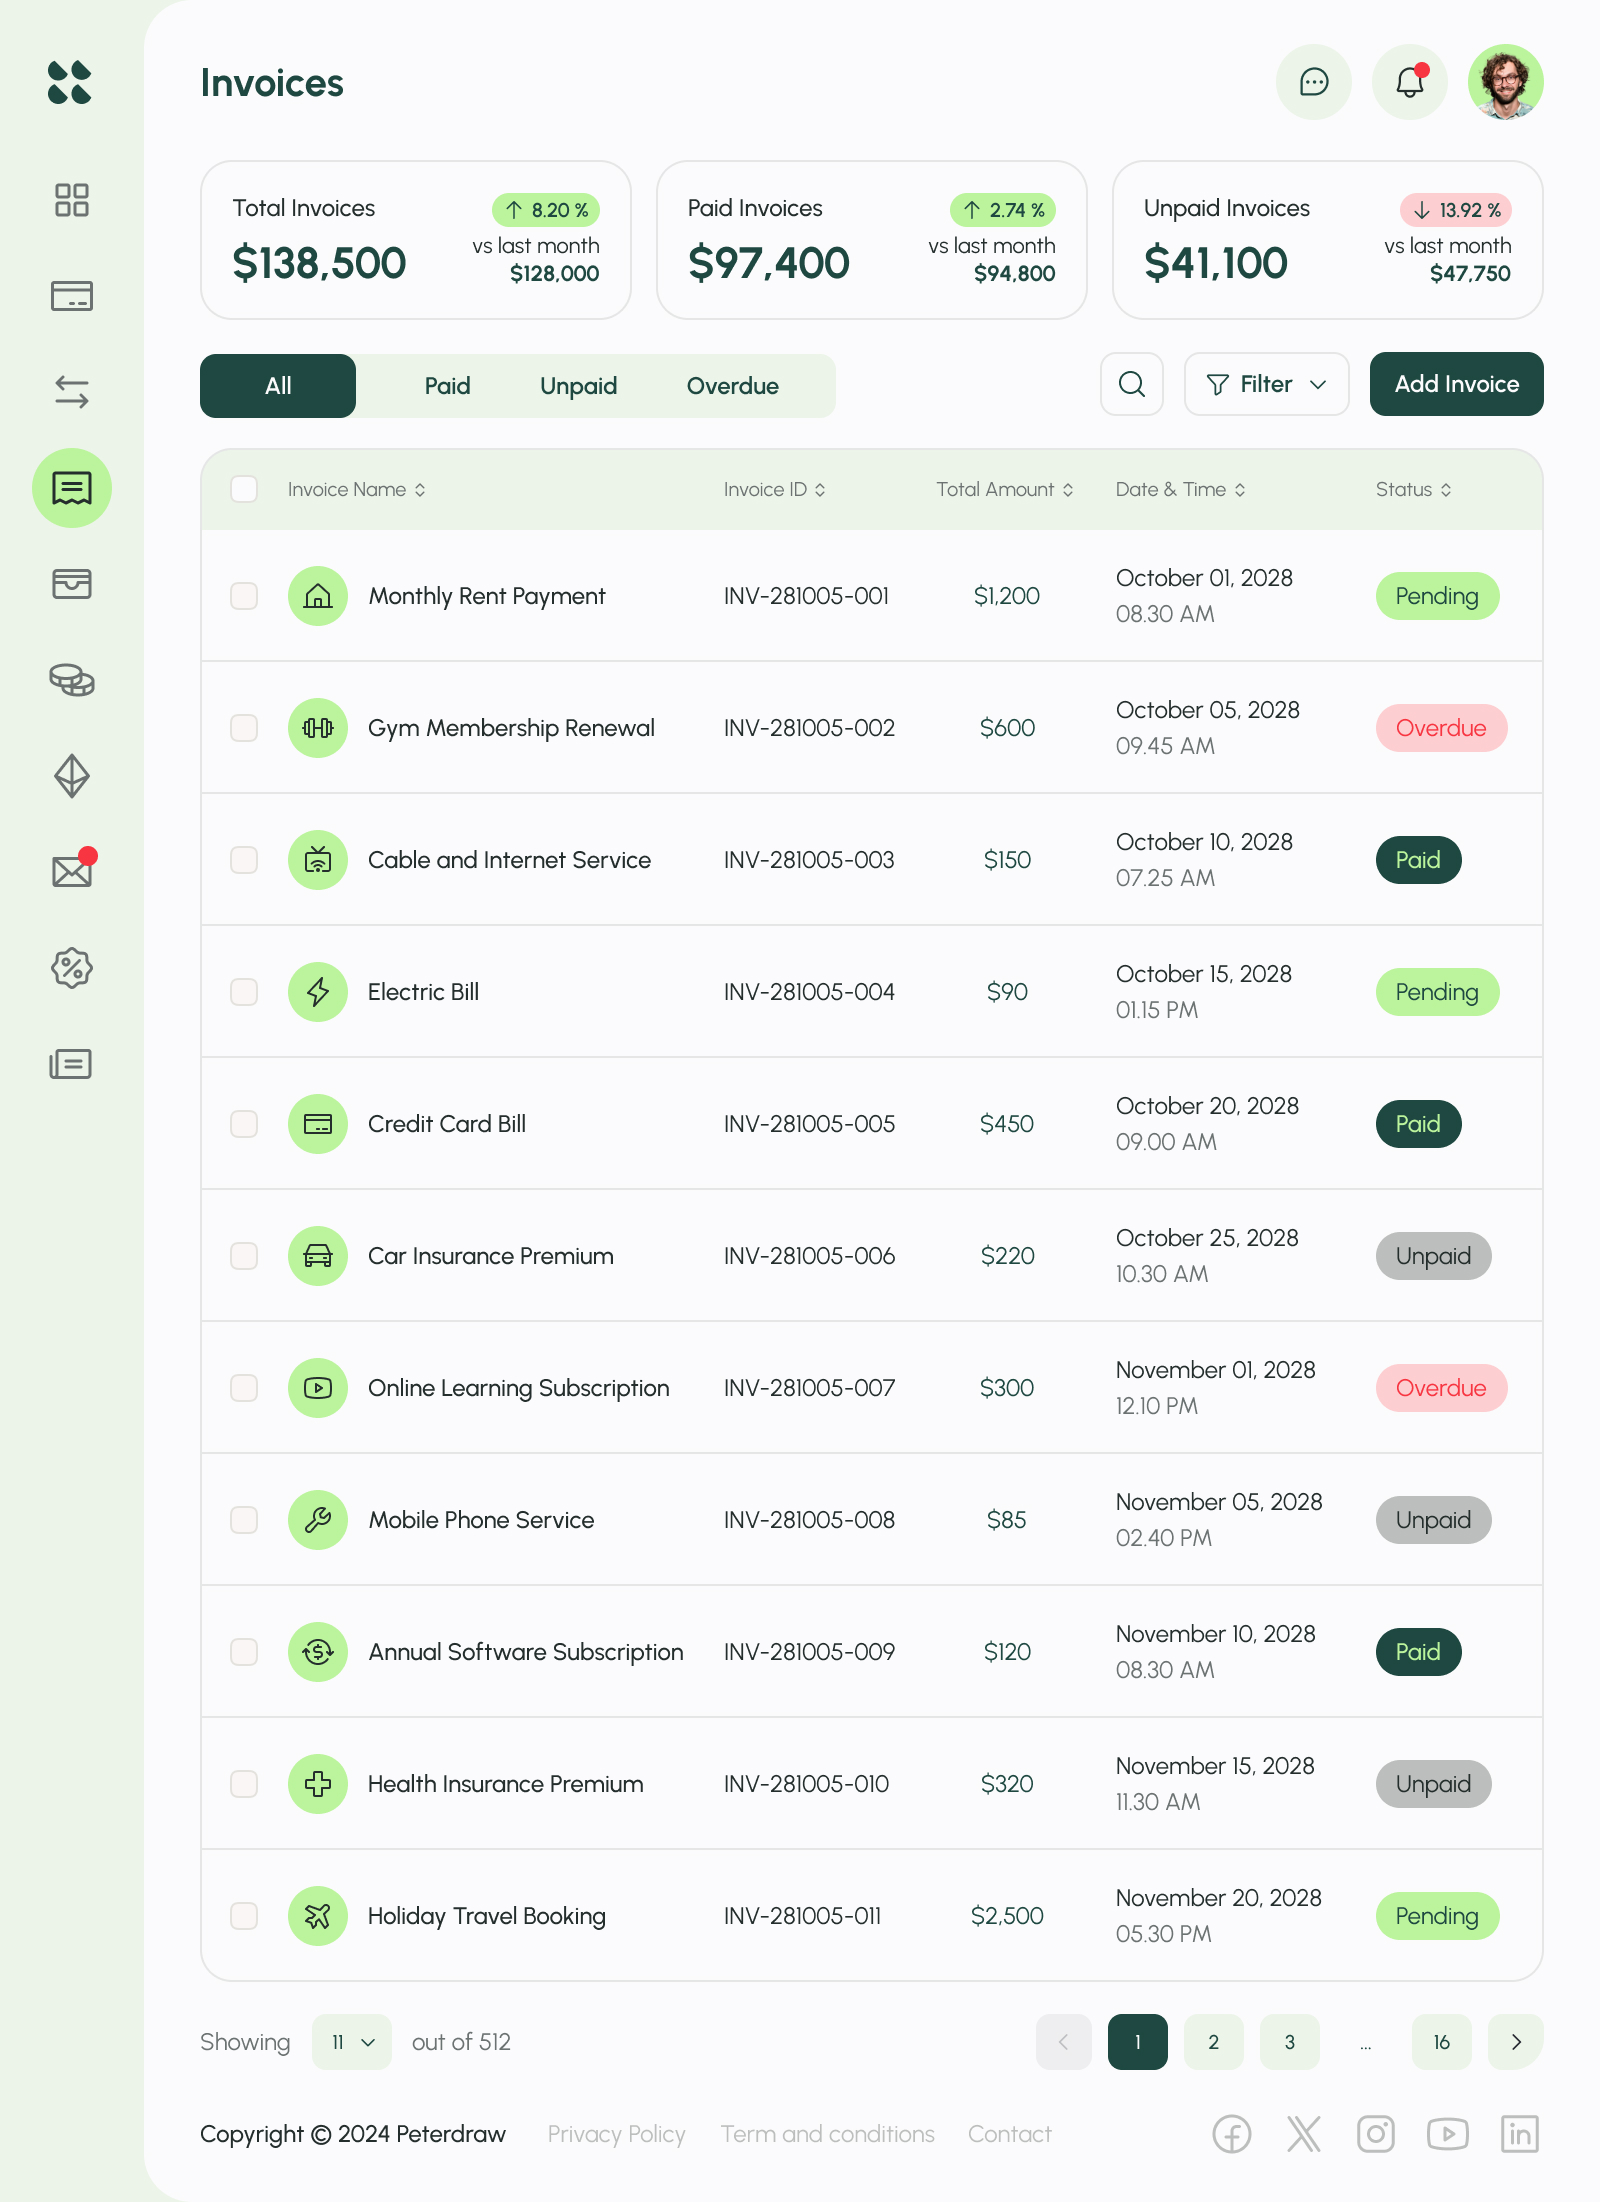 Invoices
Total Invoices
8.20 %
$138,500
vs last month
$128,000
Paid Invoices
2.74 %
$97,400
vs last month
$94,800
Unpaid Invoices
13.92 %
$41,100
vs last month
$47,750
All Paid Unpaid Overdue
Filter
Add Invoice
Invoice Name Invoice ID Total Amount Date & Time Status
Monthly Rent Payment INV-281005-001 $1,200 October 01, 2028 Pending
08.30 AM
Gym Membership Renewal INV-281005-002 $600 October 05, 2028 Overdue
09.45 AM
Cable and Internet Service INV-281005-003 $150 October 10, 2028 Paid
07.25 AM
Electric Bill INV-281005-004 $90 October 15, 2028 Pending
01.15 PM
Credit Card Bill INV-281005-005 $450 October 20, 2028 Paid
09.00 AM
Car Insurance Premium INV-281005-006 $220 October 25, 2028 Unpaid
10.30 AM
Online Learning Subscription INV-281005-007 $300 November 01, 2028 Overdue
12.10 PM
Mobile Phone Service INV-281005-008 $85 November 05, 2028 Unpaid
02.40 PM
Annual Software Subscription INV-281005-009 $120 November 10, 2028 Paid
08.30 AM
Health Insurance Premium INV-281005-010 $320 November 15, 2028 Unpaid
11.30 AM
Holiday Travel Booking INV-281005-011 $2,500 November 20, 2028 Pending
05.30 PM
Showing 11 out of 512
1 2 3 ... 16
Copyright © 2024 Peterdraw Privacy Policy Term and conditions Contact